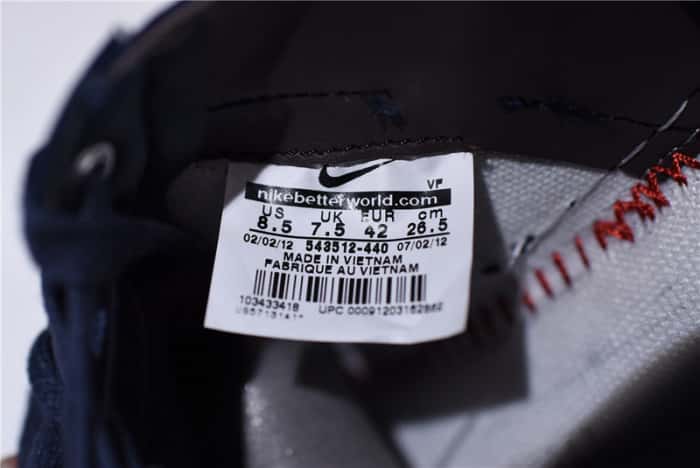 VF
nikebetterworld.com
US UK EUR cm
8.5 7.5 42 26.5
02/02/12 543512-440 07/02/12
MADE IN VIETNAM
FABRIQUE AU VIETNAM
103433418 UPC 00091203162862